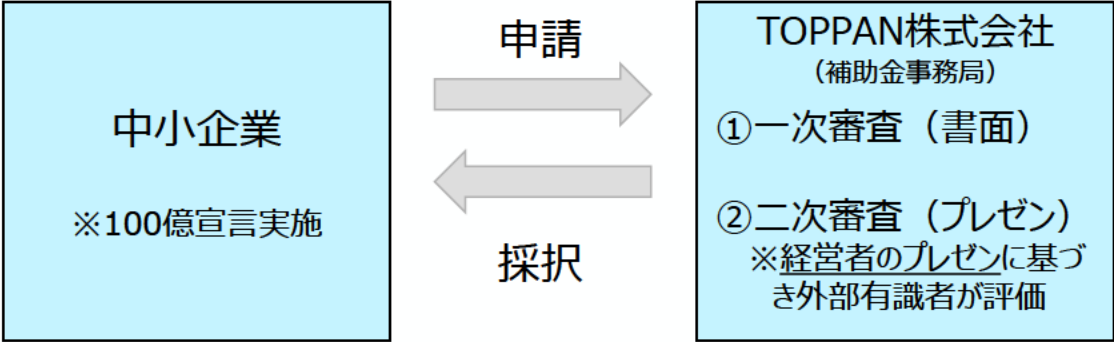 中小企業
※100億宣言実施
申請
採択
TOPPAN株式会社
（補助金事務局）
①一次審査（書面）
②二次審査（プレゼン）
※経営者のプレゼンに基づ
き外部有識者が評価